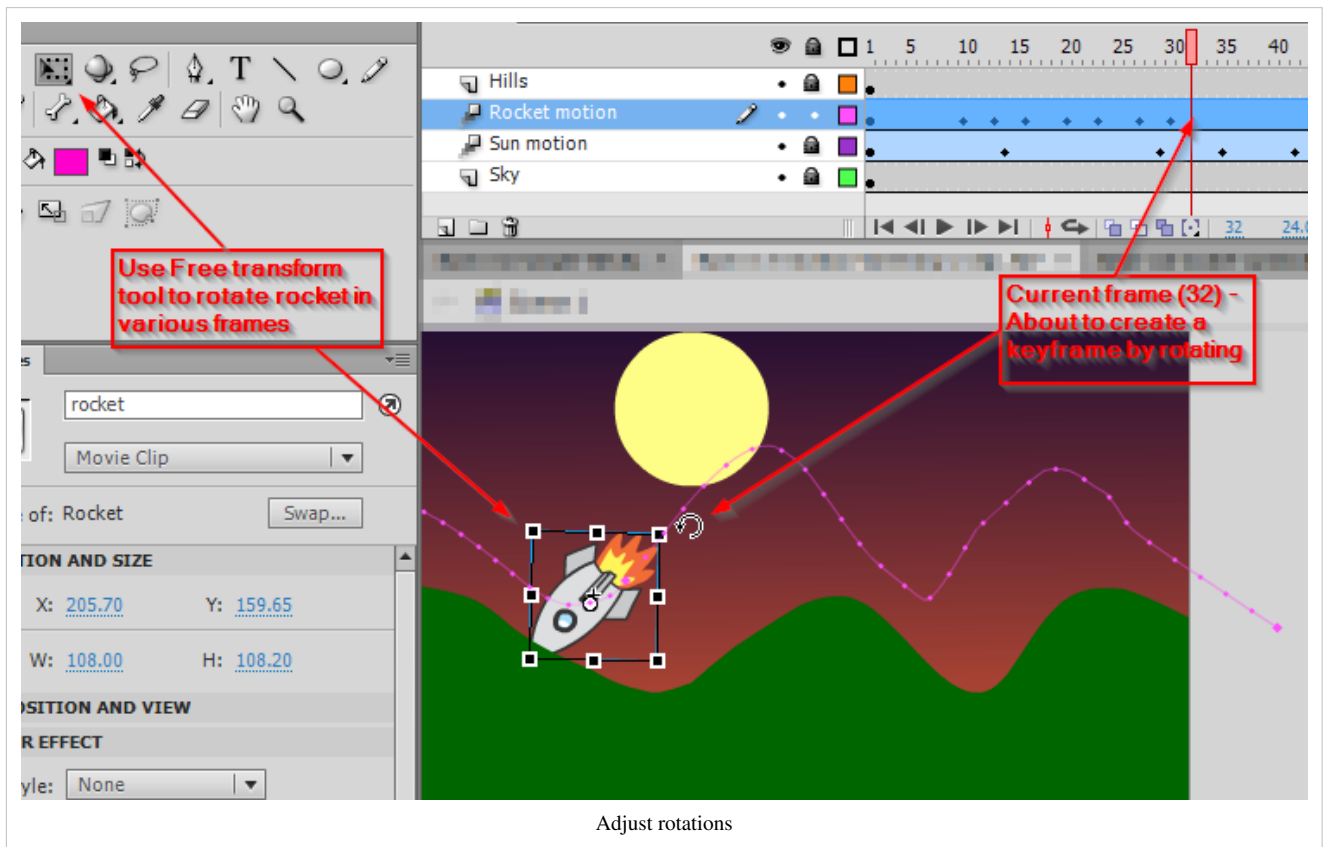 1 5 10 15 20 25 30 35 40
Hills
Rocket motion
Sun motion
Sky
32 24.0
Use Free transform
tool to rotate rocket in
various frames
Current frame (32) -
About to create a
keyframe by rotating
rocket
Movie Clip
of: Rocket Swap...
TION AND SIZE
X: 205.70 Y: 159.65
W: 108.00 H: 108.20
OSITION AND VIEW
R EFFECT
yle: None
Adjust rotations